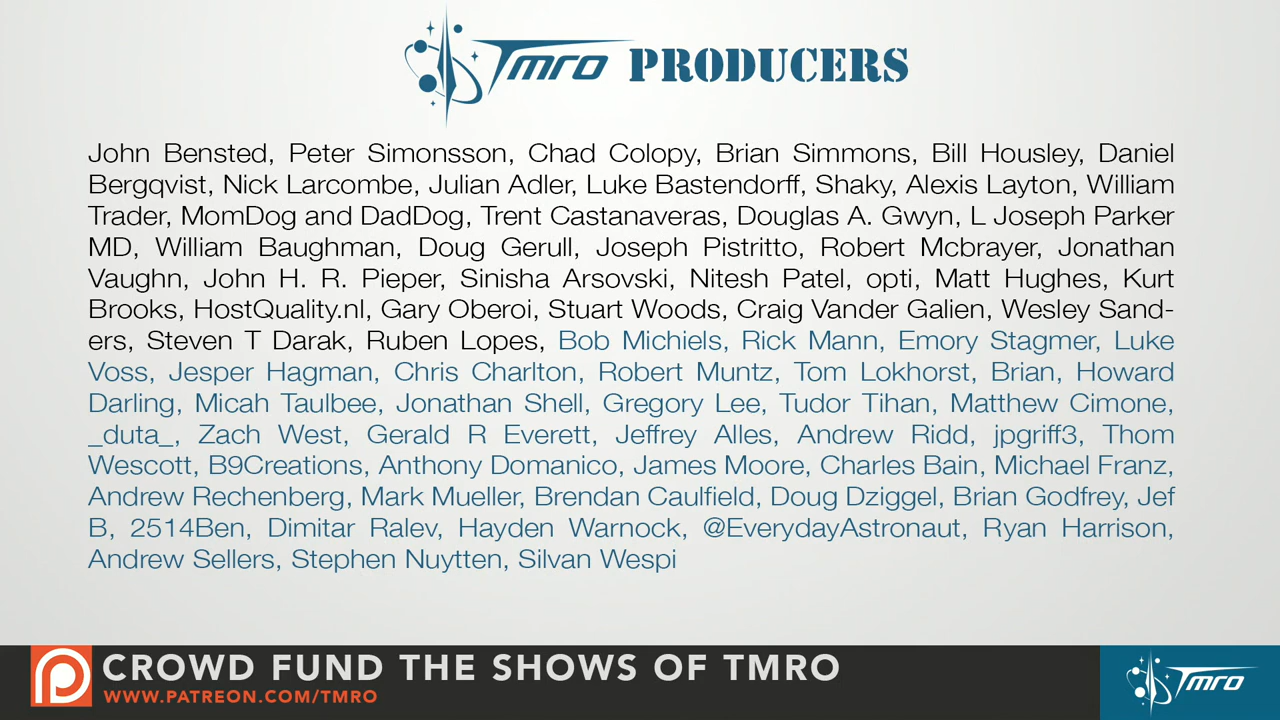 TMRO PRODUCERS
John Bensted, Peter Simonsson, Chad Colopy, Brian Simmons, Bill Housley, Daniel
Bergqvist, Nick Larcombe, Julian Adler, Luke Bastendorff, Shaky, Alexis Layton, William
Trader, MomDog and DadDog, Trent Castanaveras, Douglas A. Gwyn, L Joseph Parker
MD, William Baughman, Doug Gerull, Joseph Pistritto, Robert Mcbrayer, Jonathan
Vaughn, John H. R. Pieper, Sinisha Arsovski, Nitesh Patel, opti, Matt Hughes, Kurt
Brooks, HostQuality.nl, Gary Oberoi, Stuart Woods, Craig Vander Galien, Wesley Sand-
ers, Steven T Darak, Ruben Lopes, Bob Michiels, Rick Mann, Emory Stagmer, Luke
Voss, Jesper Hagman, Chris Charlton, Robert Muntz, Tom Lokhorst, Brian, Howard
Darling, Micah Taulbee, Jonathan Shell, Gregory Lee, Tudor Tihan, Matthew Cimone,
_duta_, Zach West, Gerald R Everett, Jeffrey Alles, Andrew Ridd, jpgriff3, Thom
Wescott, B9Creations, Anthony Domanico, James Moore, Charles Bain, Michael Franz,
Andrew Rechenberg, Mark Mueller, Brendan Caulfield, Doug Dziggel, Brian Godfrey, Jef
B, 2514Ben, Dimitar Ralev, Hayden Warnock, @EverydayAstronaut, Ryan Harrison,
Andrew Sellers, Stephen Nuytten, Silvan Wespi
CROWD FUND THE SHOWS OF TMRO
WWW.PATREON.COM/TMRO
TMRO